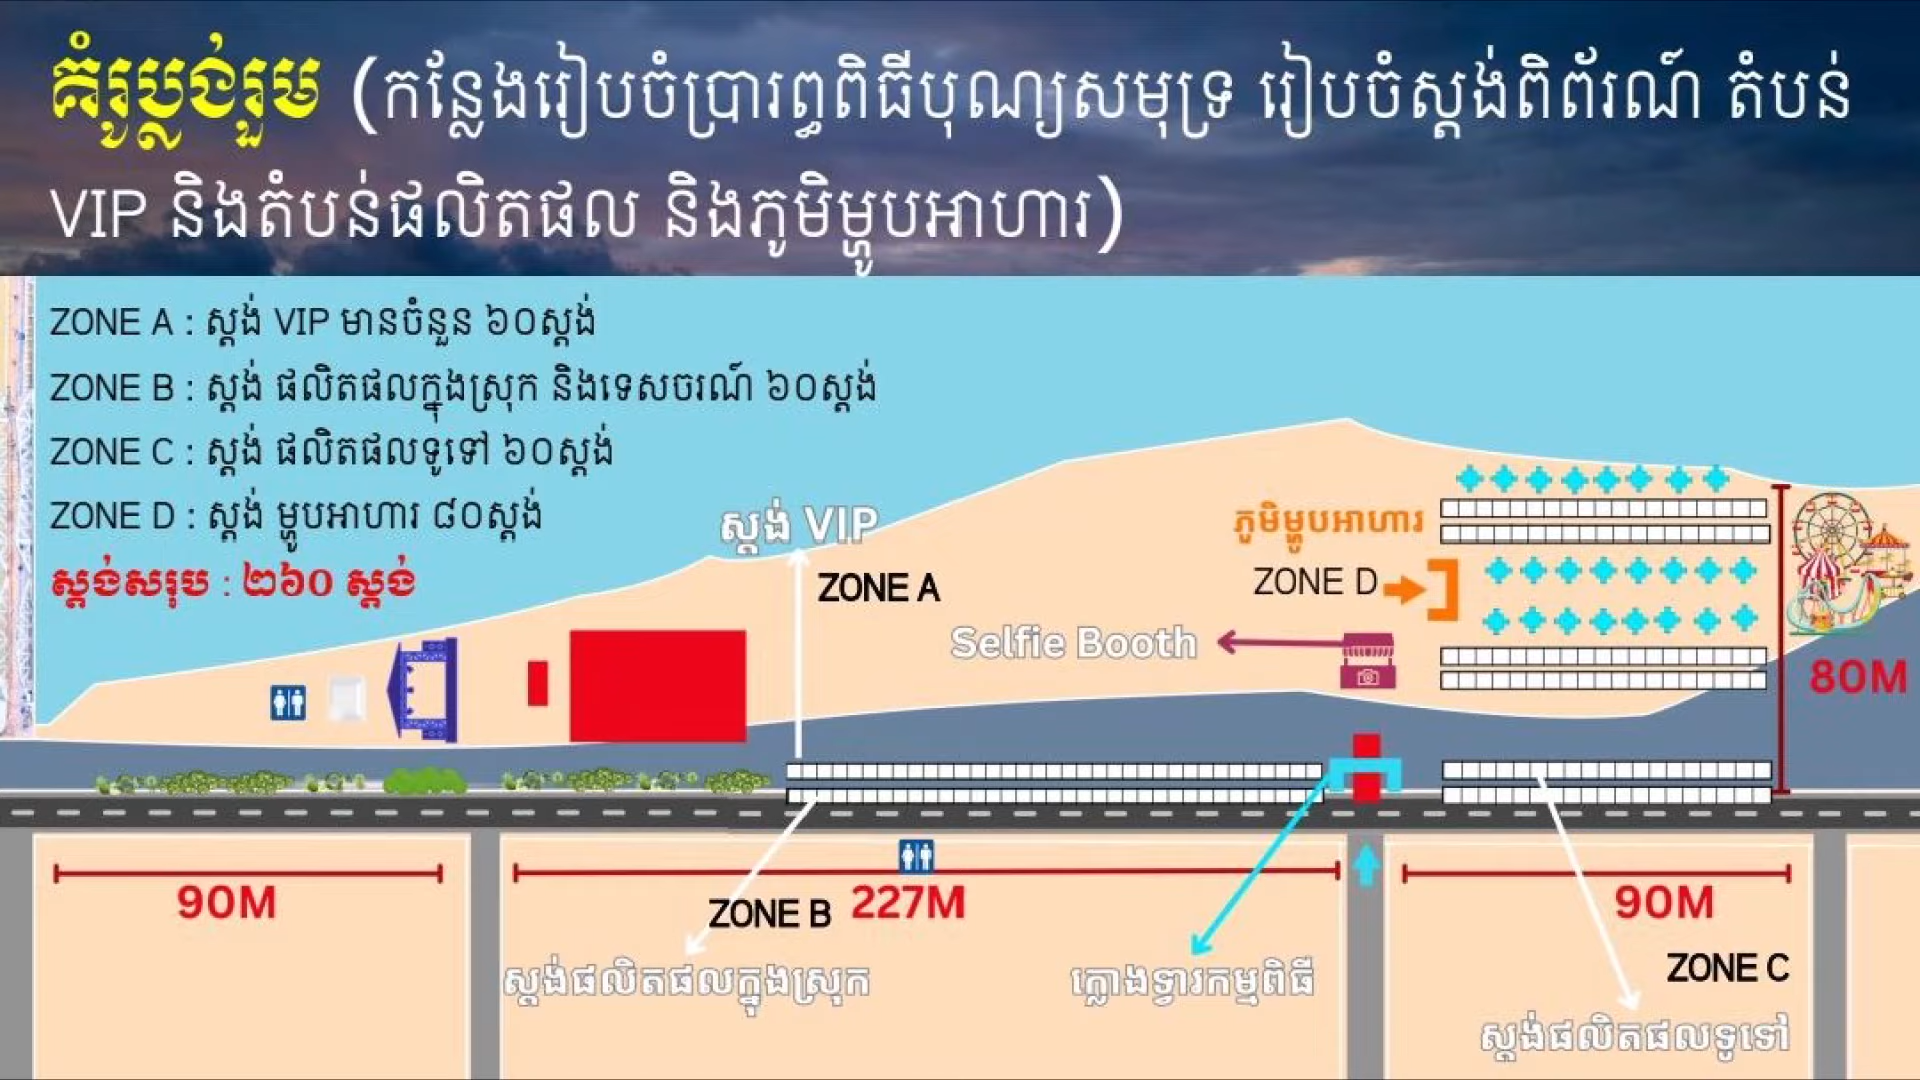 គំរូប្លង់រួម (កន្លែងរៀបចំប្រារព្ធពិធីបុណ្យសមុទ្រ រៀបចំស្តង់ពិព័រណ៍ តំបន់
VIP និងតំបន់ផលិតផល និងភូមិម្ហូបអាហារ)
ZONE A : ស្តង់ VIP មានចំនួន ៦០ស្តង់
ZONE B : ស្តង់ ផលិតផលក្នុងស្រុក និងទេសចរណ៍ ៦០ស្តង់
ZONE C : ស្តង់ ផលិតផលទូទៅ ៦០ស្តង់
ZONE D : ស្តង់ ម្ហូបអាហារ ៨០ស្តង់
ស្តង់សរុប : ២៦០ ស្តង់
ស្តង់ VIP
ZONE A
ភូមិម្ហូបអាហារ
ZONE D
Selfie Booth
80M
90M
227M
90M
ZONE B
ស្តង់ផលិតផលក្នុងស្រុក
ក្លោងទ្វារកម្មពិធី
ZONE C
ស្តង់ផលិតផលទូទៅ